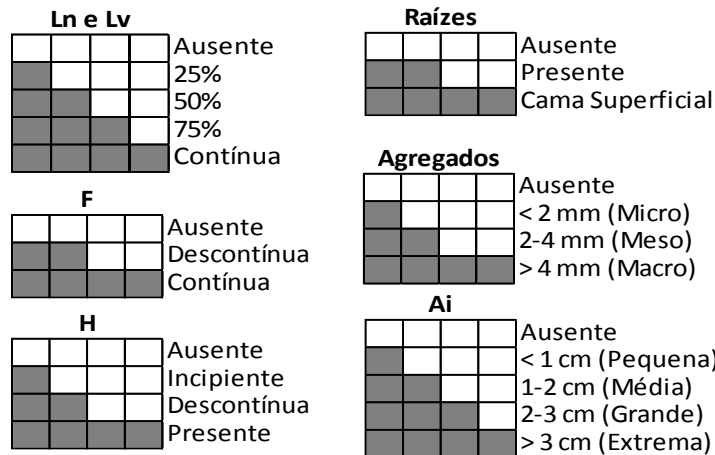 Ln e Lv
Ausente
25%
50%
75%
Contínua
F
Ausente
Descontínua
Contínua
H
Ausente
Incipiente
Descontínua
Presente
Raízes
Ausente
Presente
Cama Superficial
Agregados
Ausente
< 2 mm (Micro)
2-4 mm (Meso)
> 4 mm (Macro)
Ai
Ausente
< 1 cm (Pequena)
1-2 cm (Média)
2-3 cm (Grande)
> 3 cm (Extrema)